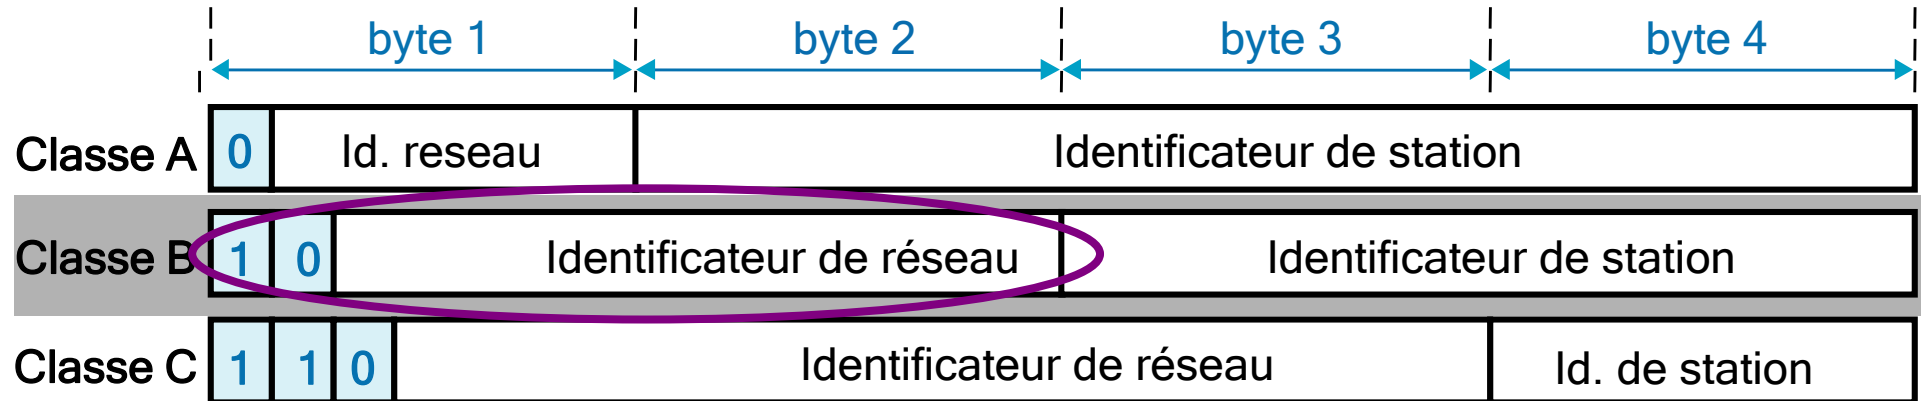 byte 1 byte 2 byte 3 byte 4
Classe A 0 Id. reseau Identificateur de station
Classe B 1 0 Identificateur de réseau Identificateur de station
Classe C 1 1 0 Identificateur de réseau Id. de station